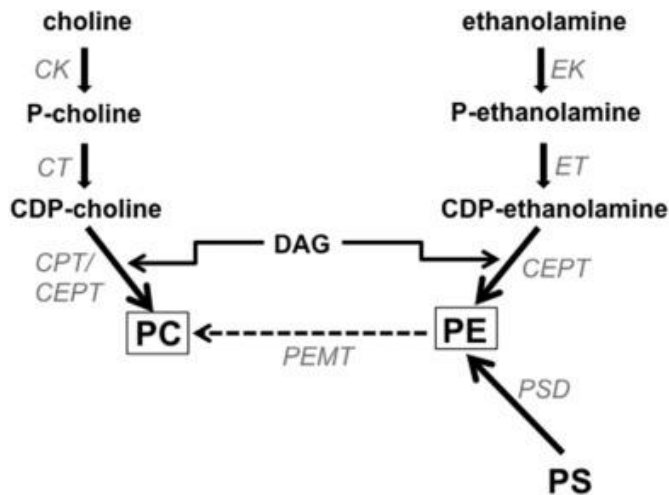 choline
ethanolamine
CK
EK
P-choline
P-ethanolamine
CT
ET
CDP-choline
CDP-ethanolamine
DAG
CPT/
CEPT
CEPT
PC
PE
PEMT
PSD
PS